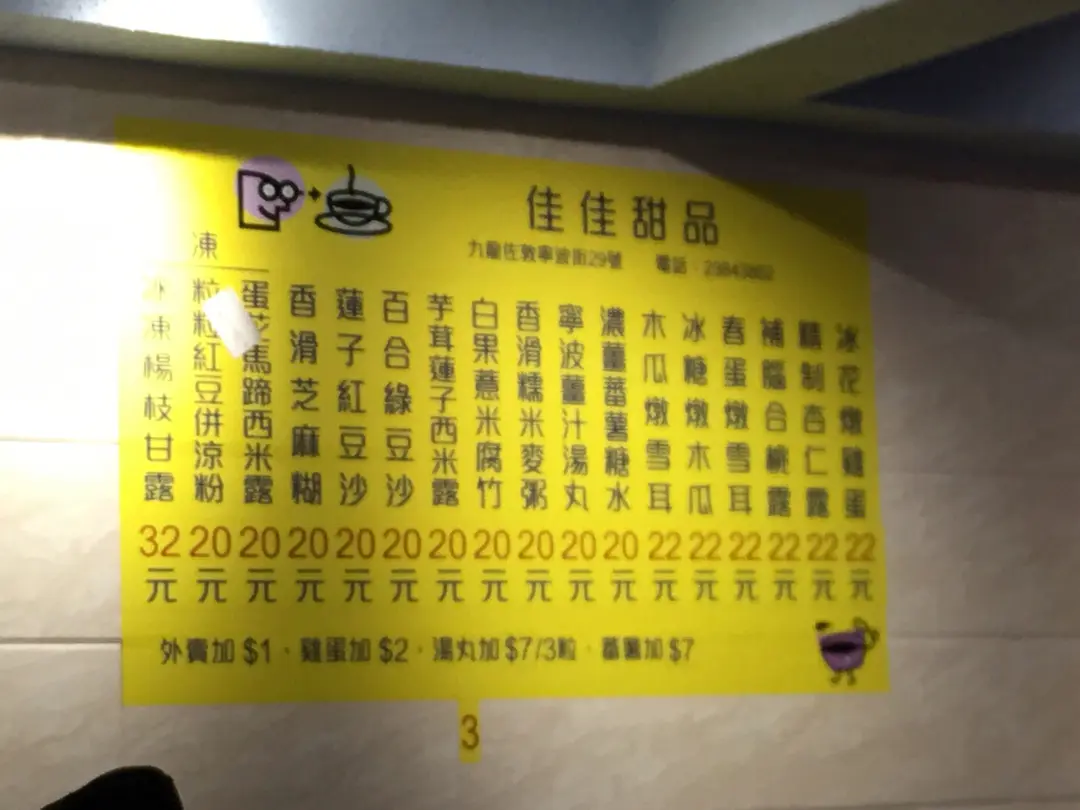 佳佳甜品
九龍佐敦寧波街29號 電話：
冰花燉雞蛋 22元
精制杏仁露 22元
補腦合桃露 22元
春蛋燉雪耳 22元
冰糖燉木瓜 22元
木瓜燉雪耳 22元
濃薑蕃薯糖水 20元
寧波薑汁湯丸 20元
香滑糯米麥粥 20元
白果薏米腐竹 20元
芋茸蓮子西米露 20元
百合綠豆沙 20元
蓮子紅豆沙 20元
香滑芝麻糊 20元
凍
蛋花馬蹄西米露 20元
粒粒紅豆併涼粉 20元
冰凍楊枝甘露 32元
外賣加 $1．雞蛋加 $2．湯丸加 $7/3粒．蕃薯加 $7
3